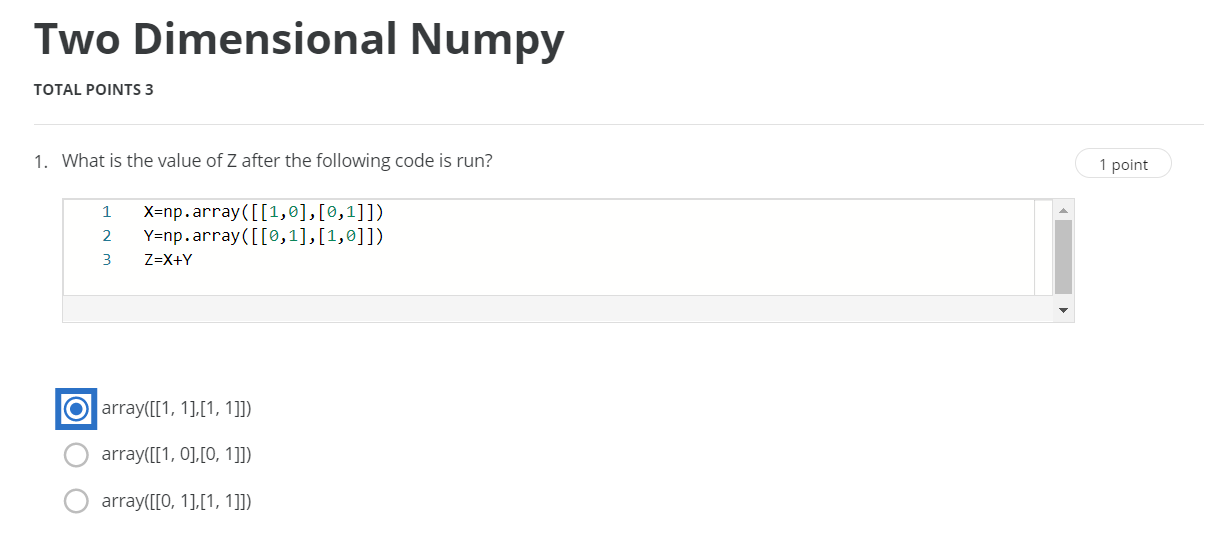 Two Dimensional Numpy
TOTAL POINTS 3
1. What is the value of Z after the following code is run?
1 point
1 X=np.array([[1,0],[0,1]])
2 Y=np.array([[0,1],[1,0]])
3 Z=X+Y
array([[1, 1],[1, 1]])
array([[1, 0],[0, 1]])
array([[0, 1],[1, 1]])